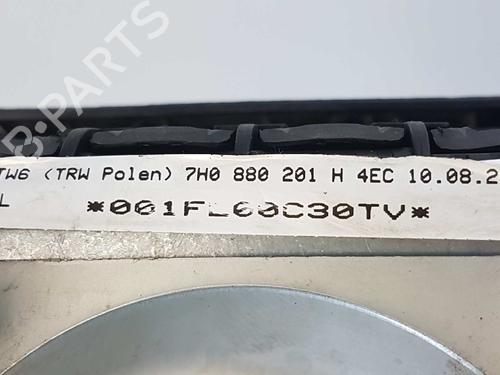 TW6 (TRW Polen) 7H0 880 201 H 4EC 10.08.2
L
*001FL60C30TV*
B-PARTS